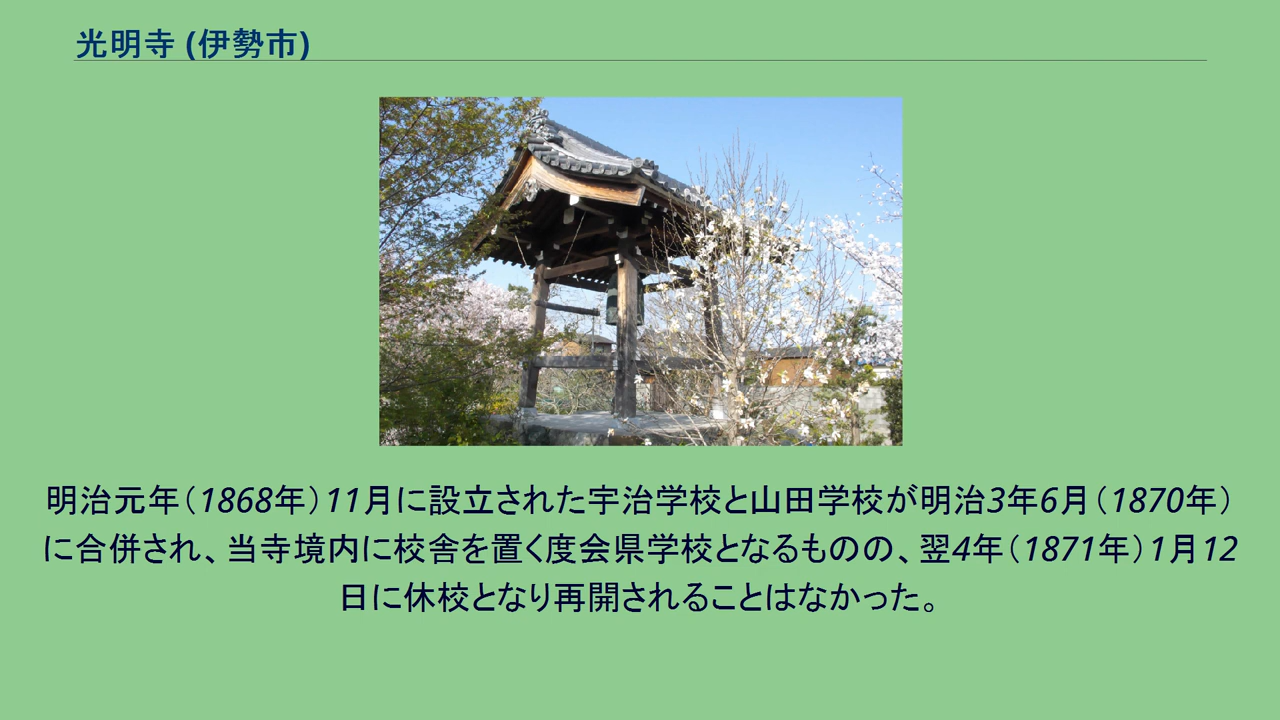 光明寺 (伊勢市)
明治元年（1868年）11月に設立された宇治学校と山田学校が明治3年6月（1870年）
に合併され、当寺境内に校舎を置く度会県学校となるものの、翌4年（1871年）1月12
日に休校となり再開されることはなかった。